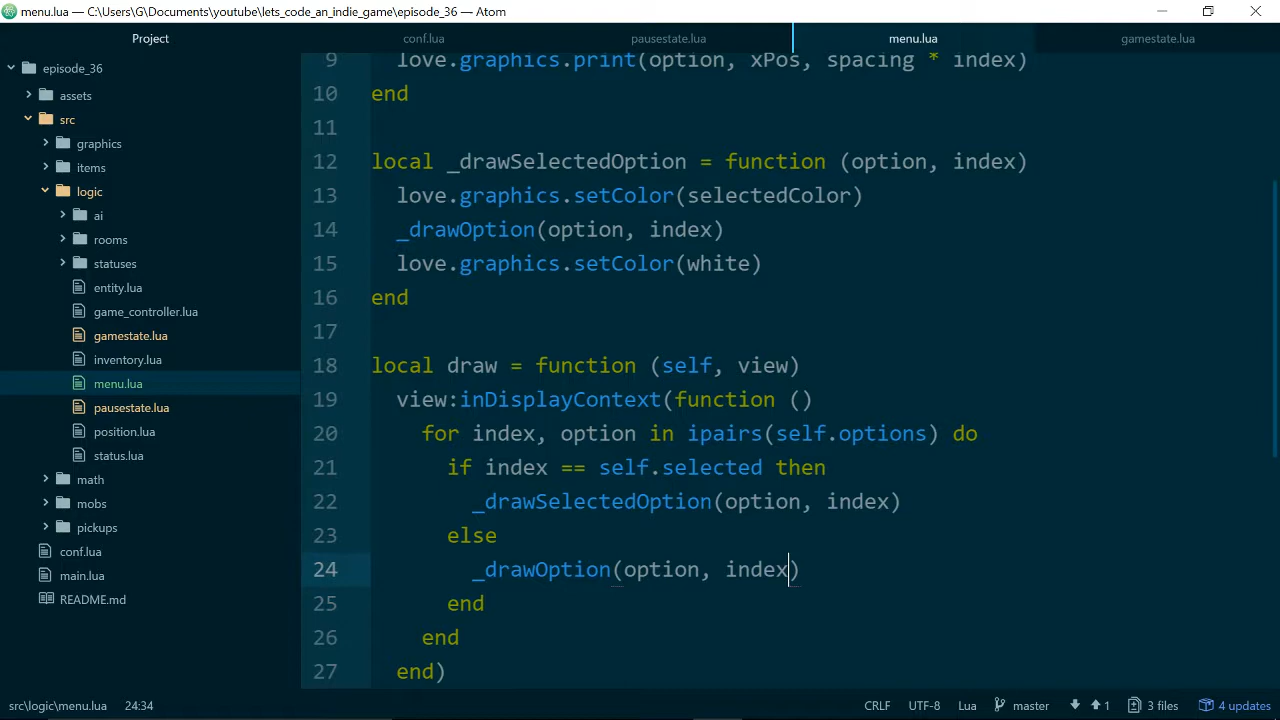 menu.lua — C:\Users\G\Documents\youtube\lets_code_an_indie_game\episode_36 — Atom
Project
conf.lua
pausestate.lua
menu.lua
gamestate.lua
episode_36
assets
src
graphics
items
logic
ai
rooms
statuses
entity.lua
game_controller.lua
gamestate.lua
inventory.lua
menu.lua
pausestate.lua
position.lua
status.lua
math
mobs
pickups
conf.lua
main.lua
README.md
9 love.graphics.print(option, xPos, spacing * index)
10 end
11
12 local _drawSelectedOption = function (option, index)
13 love.graphics.setColor(selectedColor)
14 _drawOption(option, index)
15 love.graphics.setColor(white)
16 end
17
18 local draw = function (self, view)
19 view:inDisplayContext(function ()
20 for index, option in ipairs(self.options) do
21 if index == self.selected then
22 _drawSelectedOption(option, index)
23 else
24 _drawOption(option, index)
25 end
26 end
27 end)
src\logic\menu.lua 24:34 CRLF UTF-8 Lua master 1 3 files 4 updates